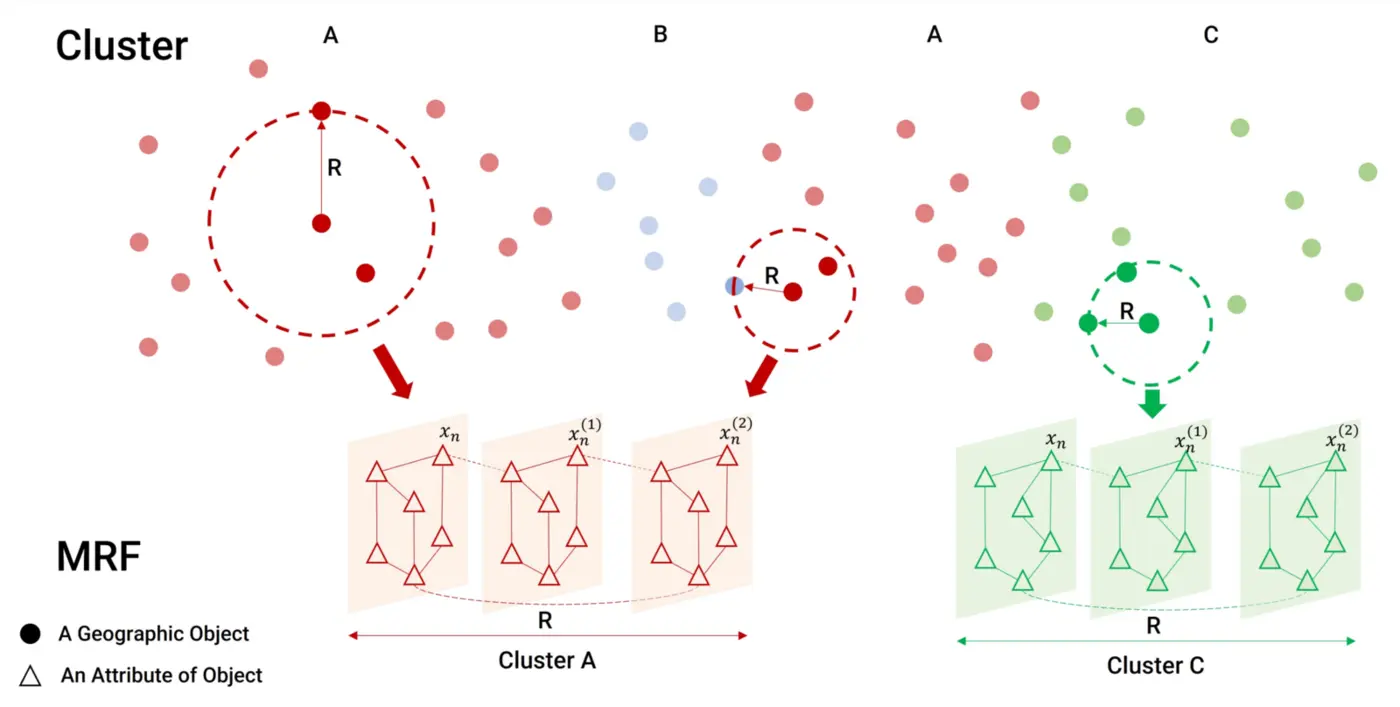 Cluster
A
B
A
C
R
R
R
x_n
x_n^{(1)}
x_n^{(2)}
x_n
x_n^{(1)}
x_n^{(2)}
MRF
R
R
A Geographic Object
An Attribute of Object
Cluster A
Cluster C